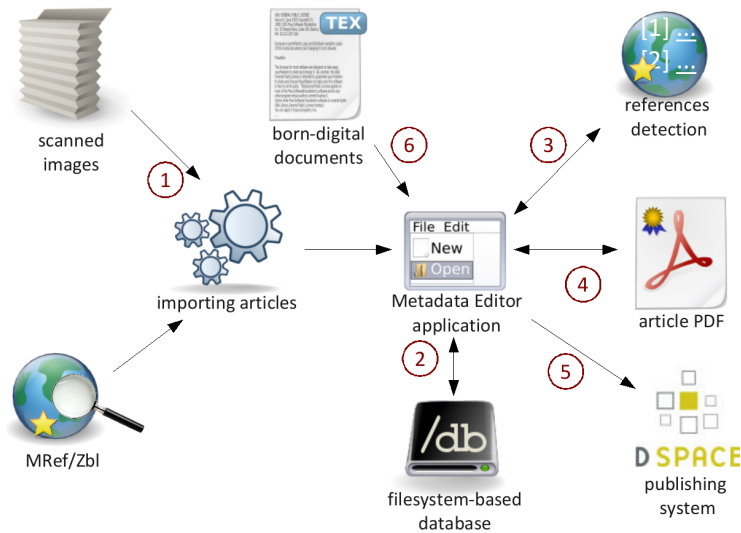 TEX
[1] ...
[2] ...
scanned
images
born-digital
documents
references
detection
1
6
3
File Edit
New
Open
importing articles
Metadata Editor
application
4
article PDF
2
5
MRef/Zbl
/db
filesystem-based
database
D SPACE
publishing
system